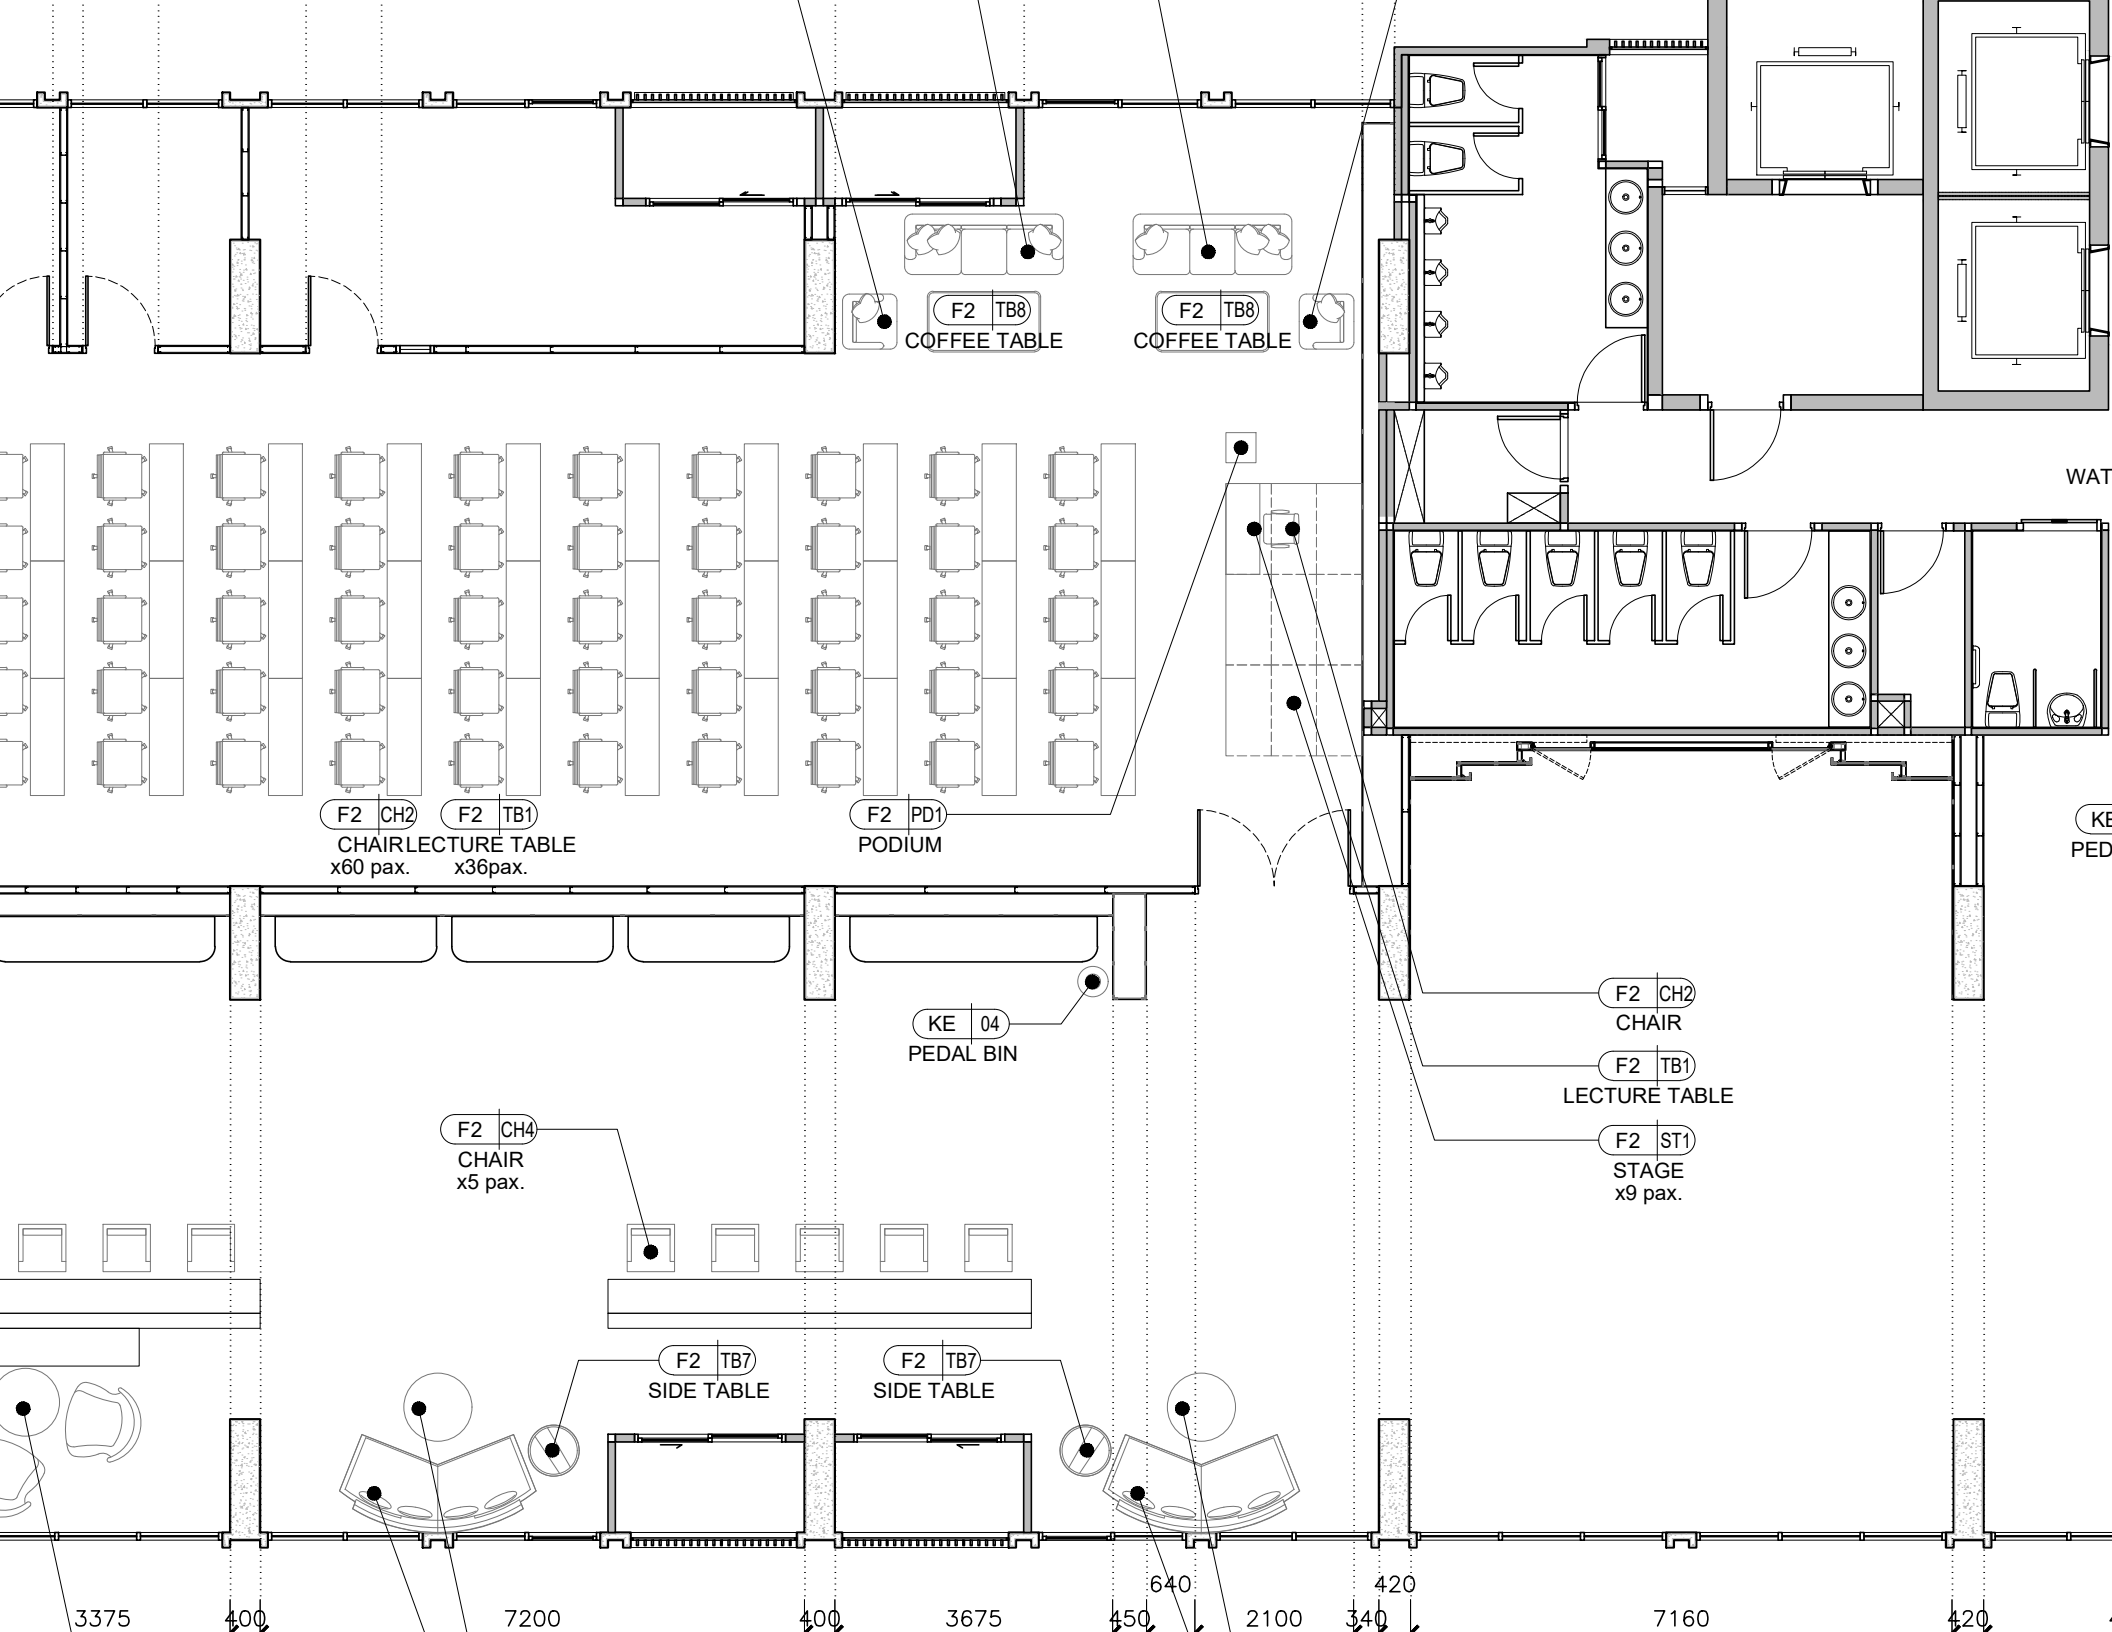 F2 TB8
COFFEE TABLE
F2 TB8
COFFEE TABLE
WAT
F2 CH2
CHAIR
x60 pax.
F2 TB1
LECTURE TABLE
x36pax.
F2 PD1
PODIUM
KE
PED
F2 CH2
CHAIR
KE 04
PEDAL BIN
F2 TB1
LECTURE TABLE
F2 CH4
CHAIR
x5 pax.
F2 ST1
STAGE
x9 pax.
F2 TB7
SIDE TABLE
F2 TB7
SIDE TABLE
640
420
3375
400
7200
400
3675
450
2100
340
7160
420